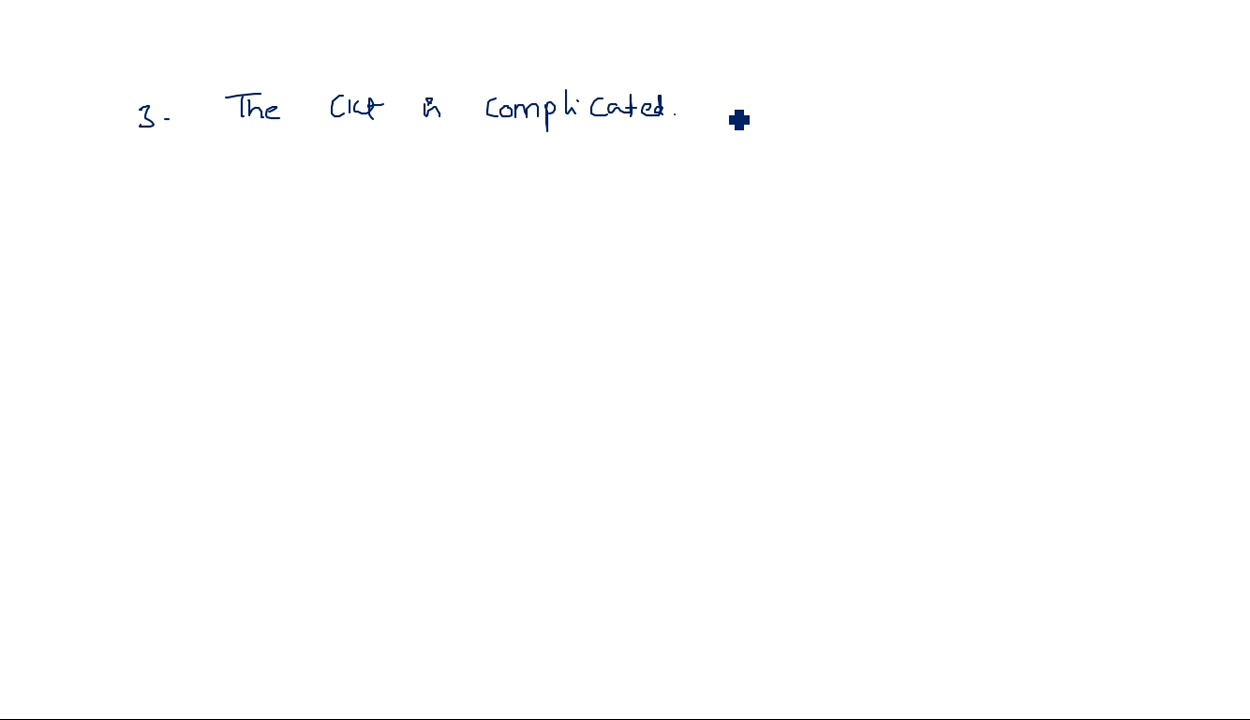 3. The Ckt is complicated.